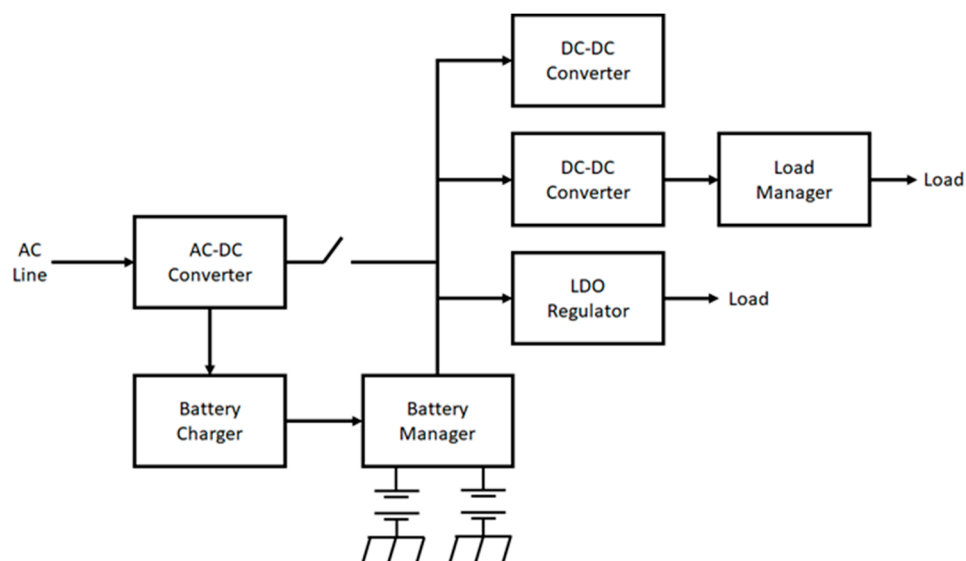 DC-DC
Converter
DC-DC
Converter
Load
Manager
Load
AC
Line
AC-DC
Converter
LDO
Regulator
Load
Battery
Charger
Battery
Manager